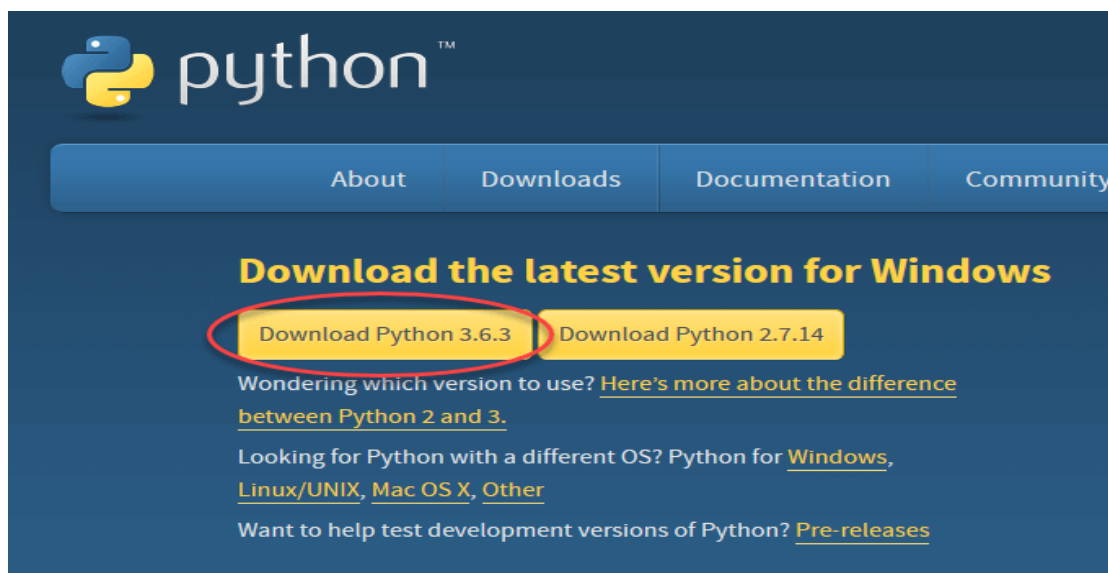 python™
About Downloads Documentation Community
Download the latest version for Windows
Download Python 3.6.3 Download Python 2.7.14
Wondering which version to use? Here's more about the difference
between Python 2 and 3.
Looking for Python with a different OS? Python for Windows,
Linux/UNIX, Mac OS X, Other
Want to help test development versions of Python? Pre-releases